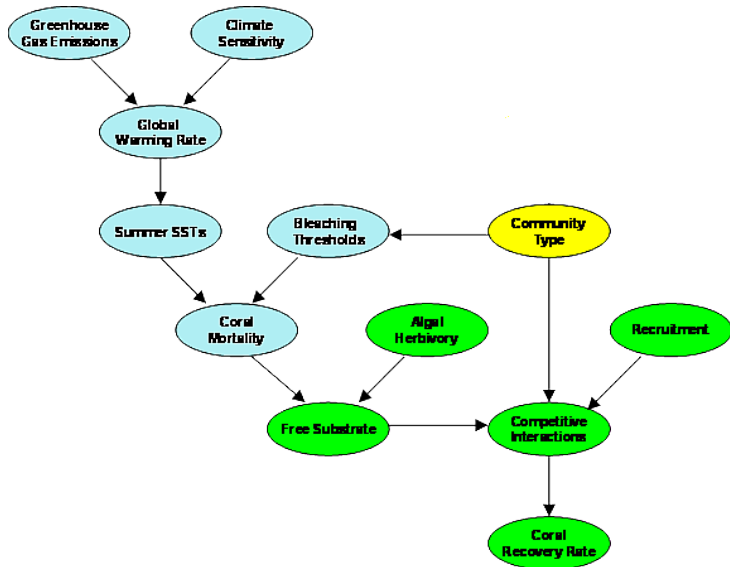 Greenhouse
Gas Emissions
Climate
Sensitivity
Global
Warming Rate
Summer SSTs
Bleaching
Thresholds
Community
Type
Coral
Mortality
Algal
Herbivory
Recruitment
Free Substrate
Competitive
Interactions
Coral
Recovery Rate